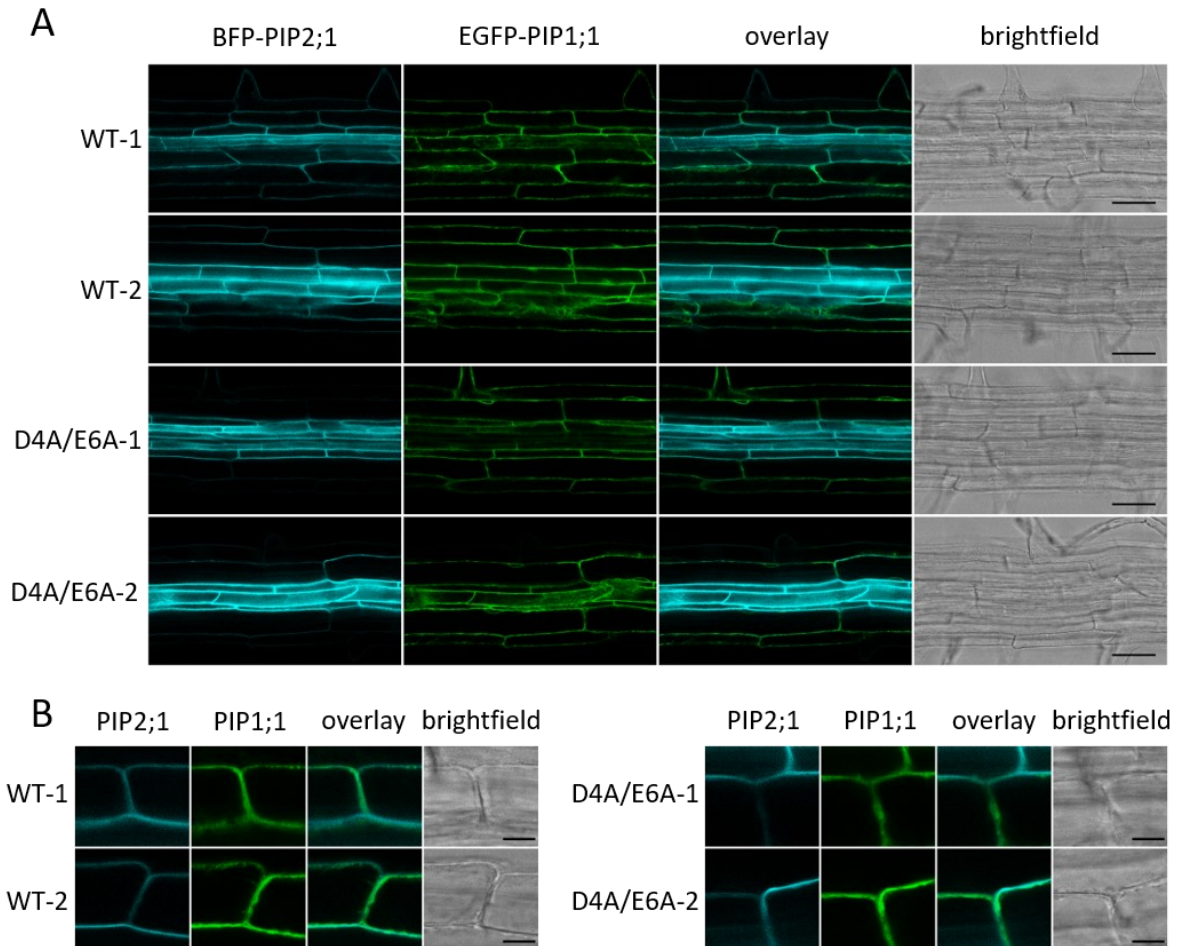 A
BFP-PIP2;1 EGFP-PIP1;1 overlay brightfield
WT-1
WT-2
D4A/E6A-1
D4A/E6A-2
B
PIP2;1 PIP1;1 overlay brightfield
WT-1
WT-2
PIP2;1 PIP1;1 overlay brightfield
D4A/E6A-1
D4A/E6A-2